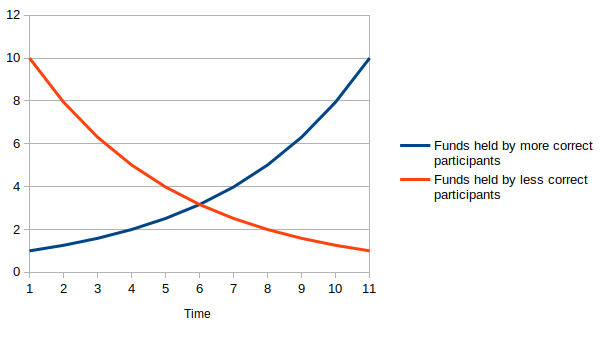 12
10
8
6
4
2
0
1 2 3 4 5 6 7 8 9 10 11
Time
Funds held by more correct
participants
Funds held by less correct
participants